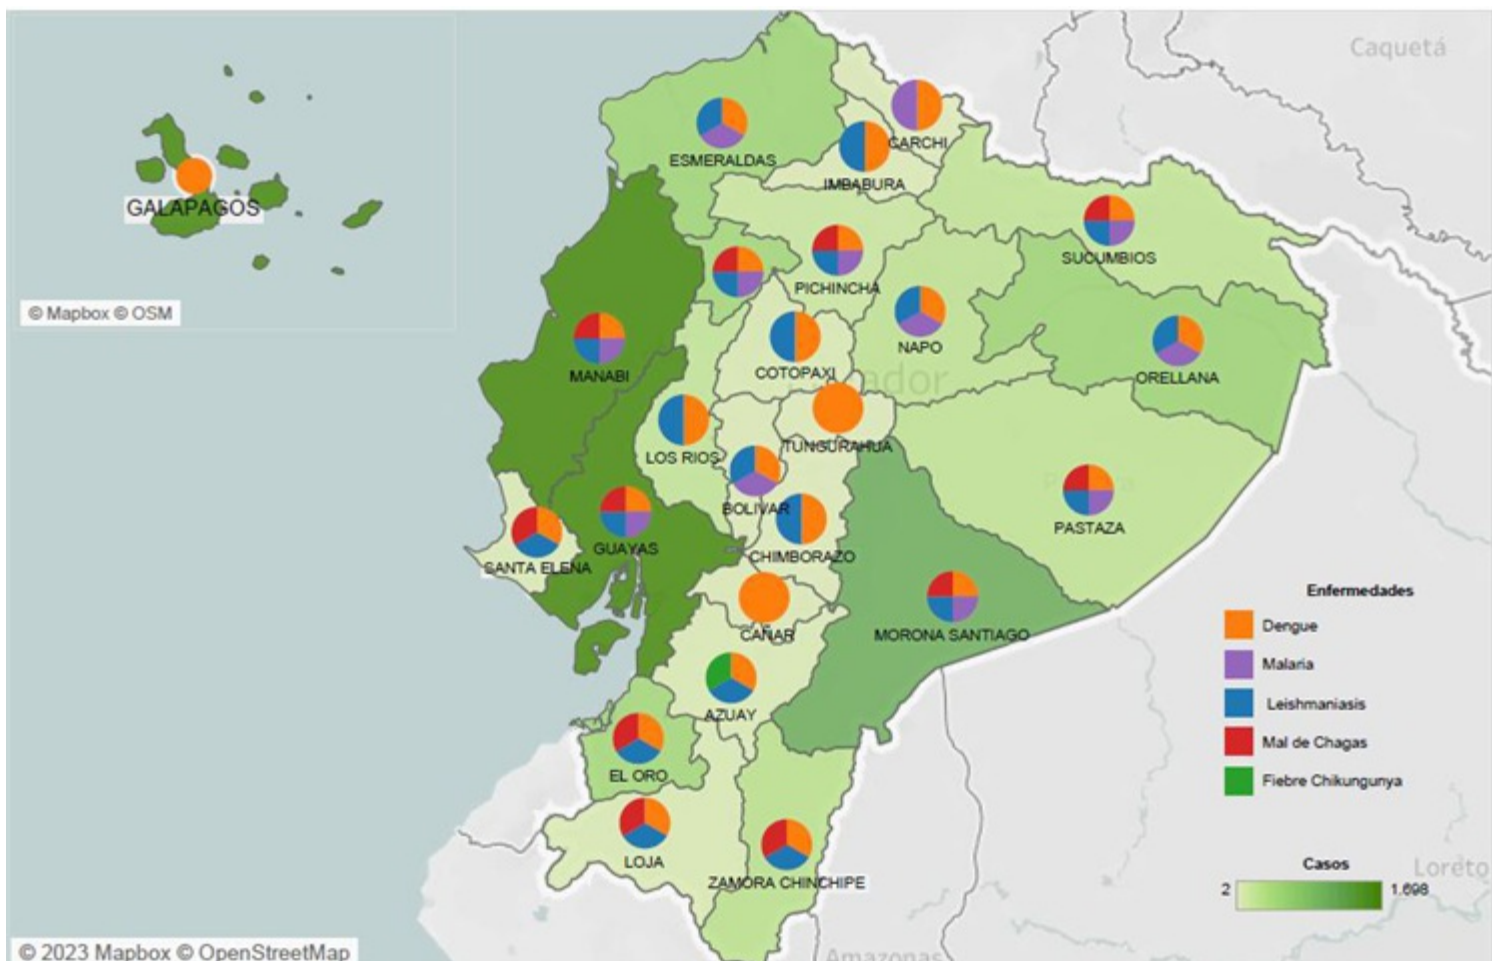 Caquetá
CARCHI
ESMERALDAS
IMBABURA
GALAPAGOS
SUCUMBIOS
PICHINCHA
© Mapbox © OSM
NAPO
COTOPAXI
MANABI
ORELLANA
TUNGURAHUA
LOS RIOS
BOLIVAR
PASTAZA
GUAYAS
CHIMBORAZO
SANTA ELENA
CAÑAR
MORONA SANTIAGO
AZUAY
EL ORO
LOJA
ZAMORA CHINCHIPE
Enfermedades
Dengue
Malaria
Leishmaniasis
Mal de Chagas
Fiebre Chikungunya
Casos
2 1.698
Loreto
Amazonas
© 2023 Mapbox © OpenStreetMap